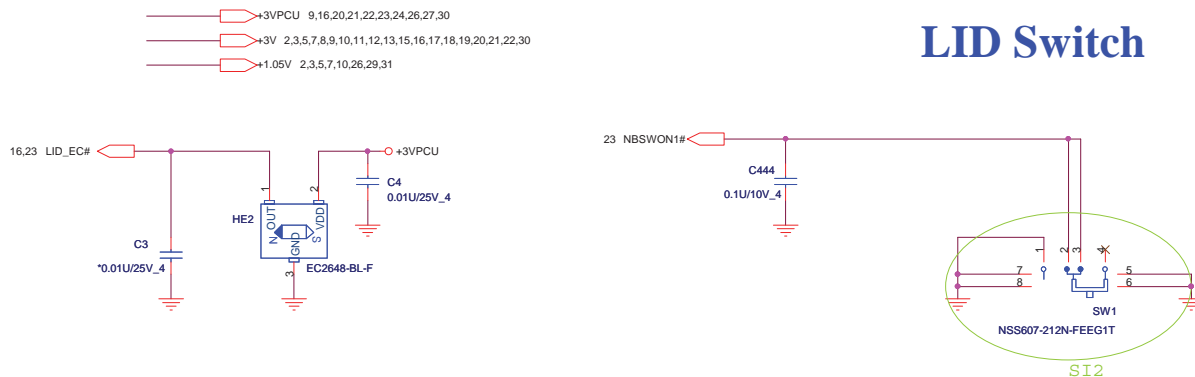 +3VPCU 9,16,20,21,22,23,24,26,27,30
+3V 2,3,5,7,8,9,10,11,12,13,15,16,17,18,19,20,21,22,30
+1.05V 2,3,5,7,10,26,29,31
LID Switch
16,23 LID_EC#
+3VPCU
C4
0.01U/25V_4
1
2
OUT
VDD
HE2
N
S
GND
3
EC2648-BL-F
C3
*0.01U/25V_4
23 NBSWON1#
C444
0.1U/10V_4
1
2
3
4
7
8
5
6
SW1
NSS607-212N-FEEG1T
SI2